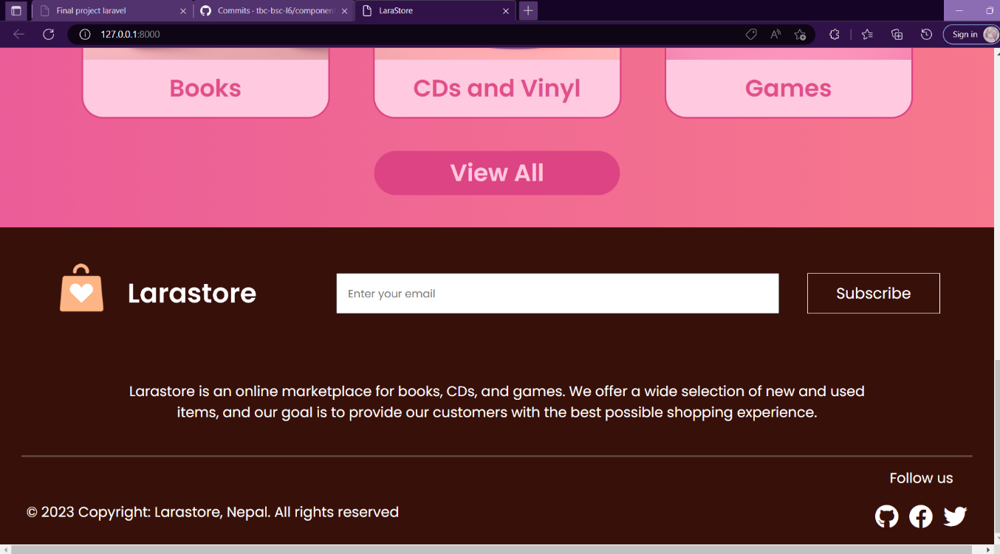 Final project laravel
Commits · tbc-bsc-l6/component
LaraStore
127.0.0.1:8000
Sign in
Books
CDs and Vinyl
Games
View All
Larastore
Enter your email
Subscribe
Larastore is an online marketplace for books, CDs, and games. We offer a wide selection of new and used
items, and our goal is to provide our customers with the best possible shopping experience.
Follow us
© 2023 Copyright: Larastore, Nepal. All rights reserved